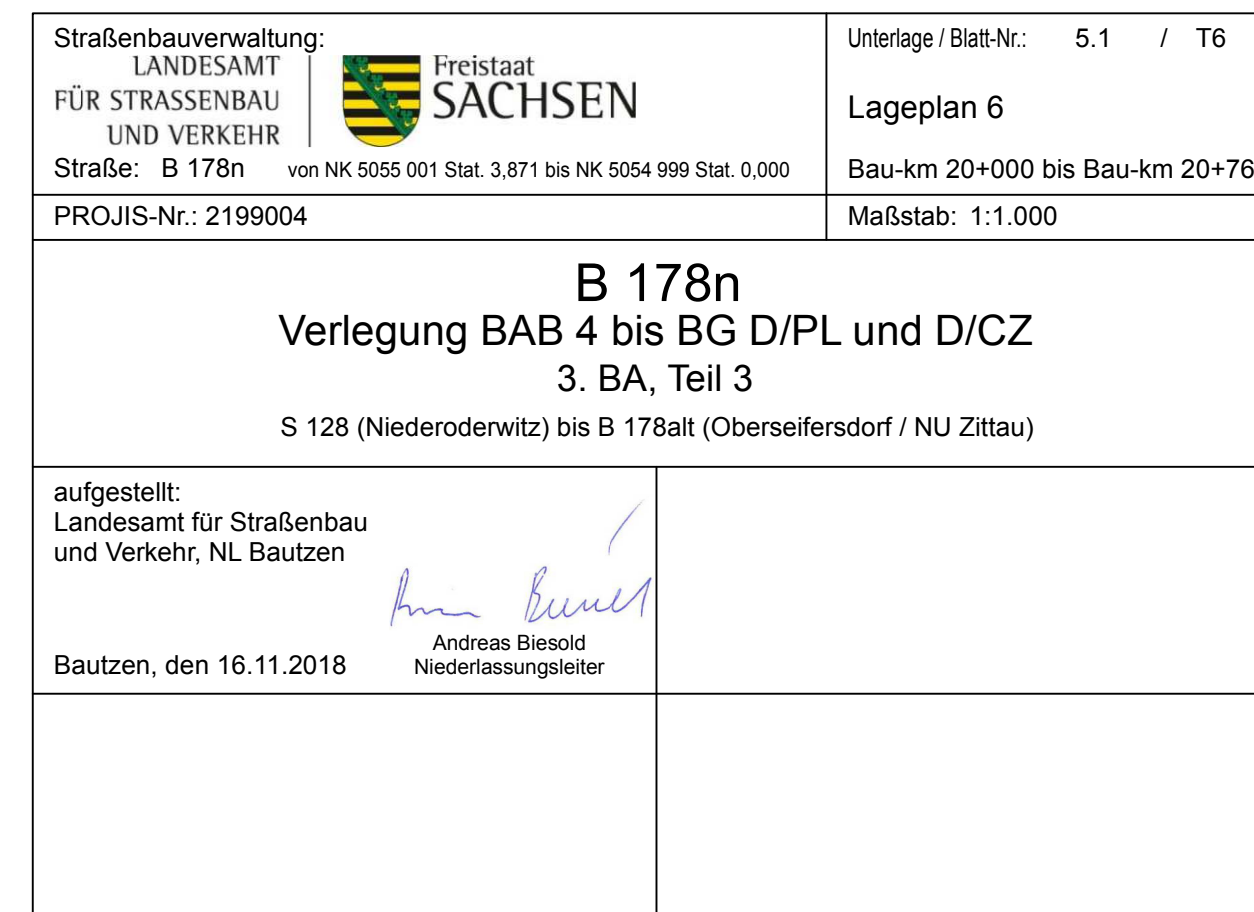 Straßenbauverwaltung:
LANDESAMT
FÜR STRASSENBAU
UND VERKEHR
Freistaat
SACHSEN
Straße: B 178n von NK 5055 001 Stat. 3,871 bis NK 5054 999 Stat. 0,000
Unterlage / Blatt-Nr.: 5.1 / T6
Lageplan 6
Bau-km 20+000 bis Bau-km 20+76
PROJIS-Nr.: 2199004
Maßstab: 1:1.000
B 178n
Verlegung BAB 4 bis BG D/PL und D/CZ
3. BA, Teil 3
S 128 (Niederoderwitz) bis B 178alt (Oberseifersdorf / NU Zittau)
aufgestellt:
Landesamt für Straßenbau
und Verkehr, NL Bautzen
Andreas Biesold
Bautzen, den 16.11.2018 Niederlassungsleiter